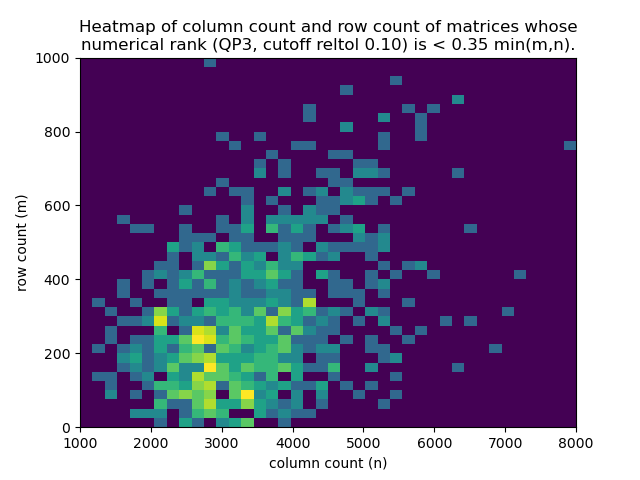 Heatmap of column count and row count of matrices whose
numerical rank (QP3, cutoff reltol 0.10) is < 0.35 min(m,n).
1000
800
600
400
200
0
row count (m)
1000 2000 3000 4000 5000 6000 7000 8000
column count (n)